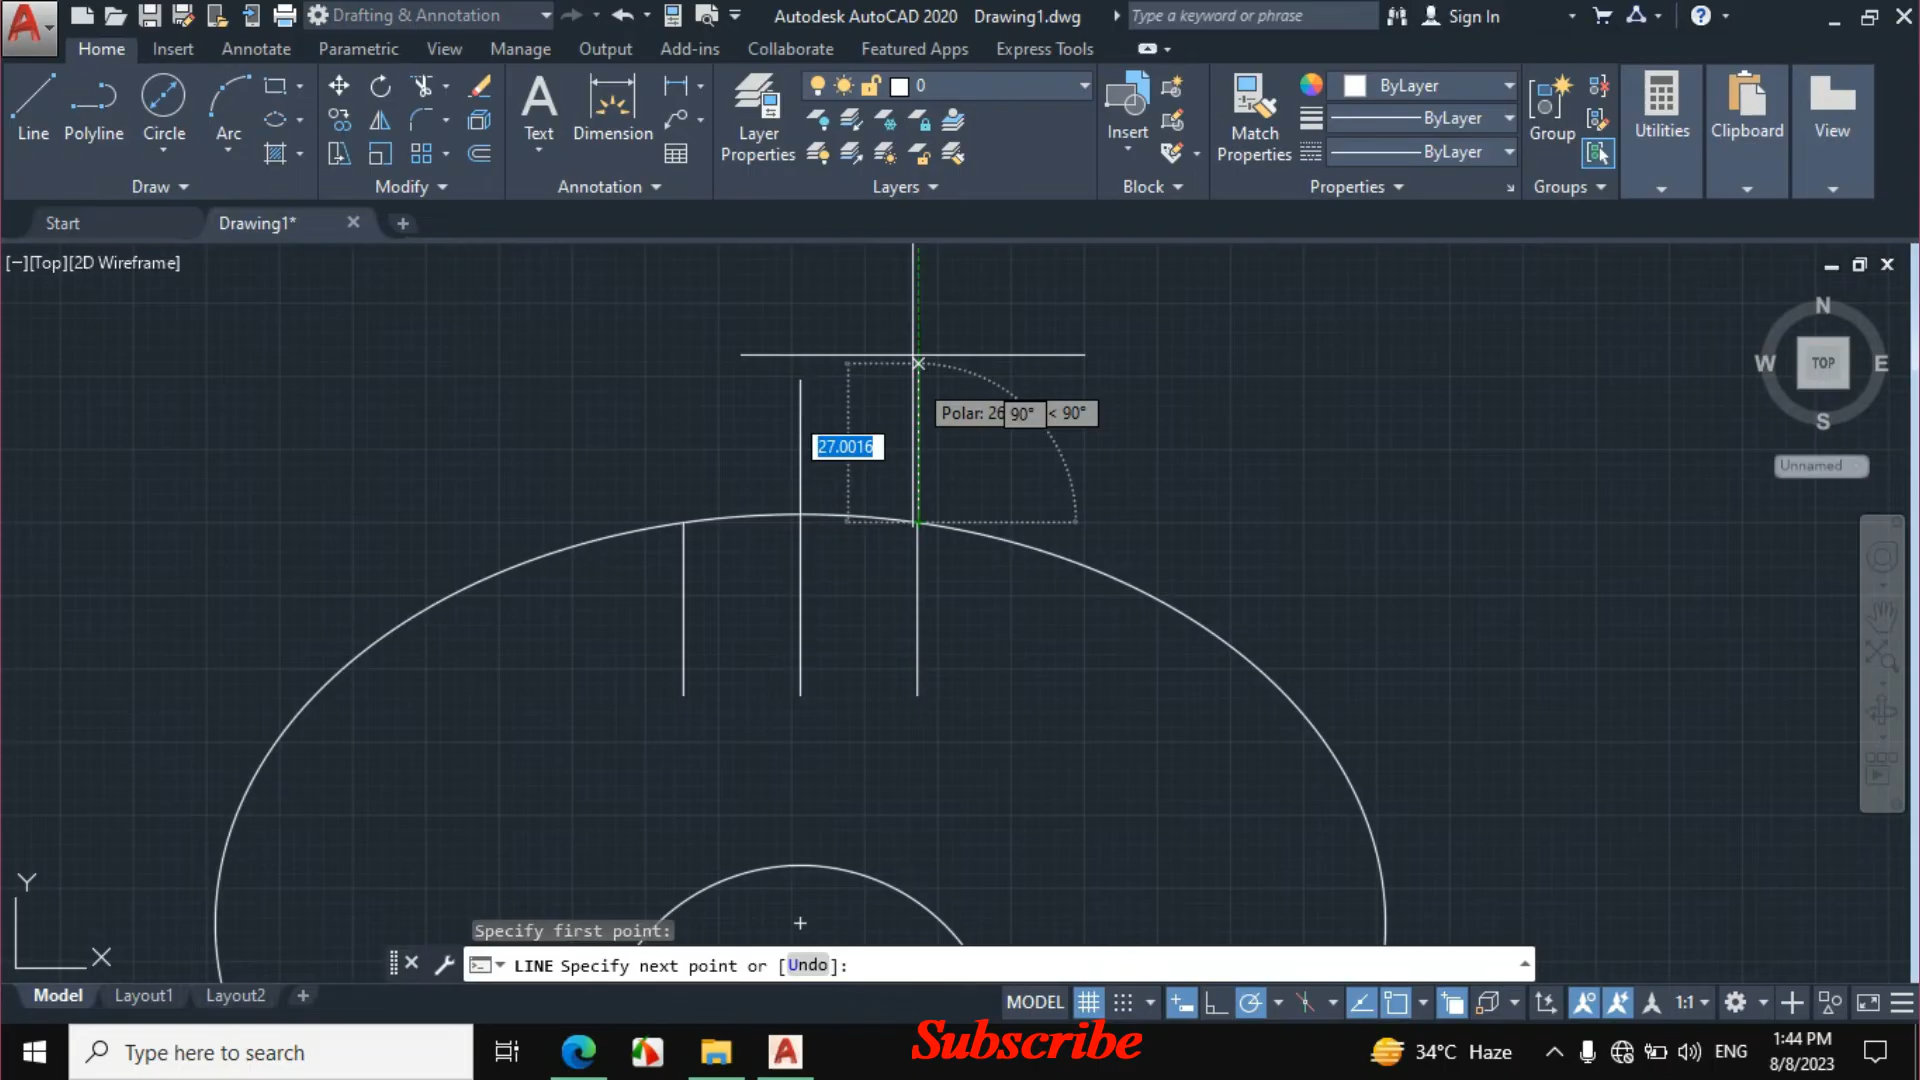 Drafting & Annotation
Autodesk AutoCAD 2020 Drawing1.dwg
Type a keyword or phrase
Sign In
Home Insert Annotate Parametric View Manage Output Add-ins Collaborate Featured Apps Express Tools
Line Polyline Circle Arc
Text Dimension
Layer Properties
0
Insert
Match Properties
ByLayer
ByLayer
ByLayer
Group
Utilities
Clipboard
View
Draw Modify Annotation Layers Block Properties Groups
Start Drawing1*
[−][Top][2D Wireframe]
N
W TOP E
S
Unnamed
Polar: 26 90° < 90°
27.0016
Y
X
Specify first point:
LINE Specify next point or [Undo]:
Model Layout1 Layout2
MODEL
1:1
Subscribe
Type here to search
34°C Haze
ENG
1:44 PM
8/8/2023